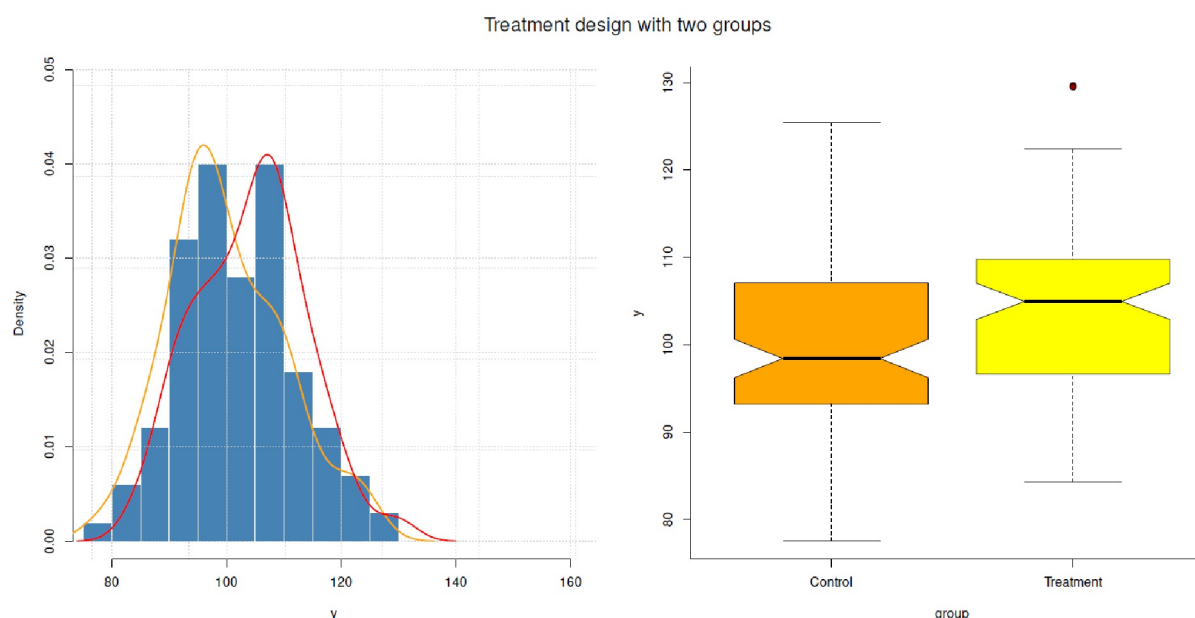 Treatment design with two groups
0.05
0.04
0.03
0.02
0.01
0.00
Density
80 100 120 140 160
y
130
120
110
100
90
80
y
Control Treatment
group